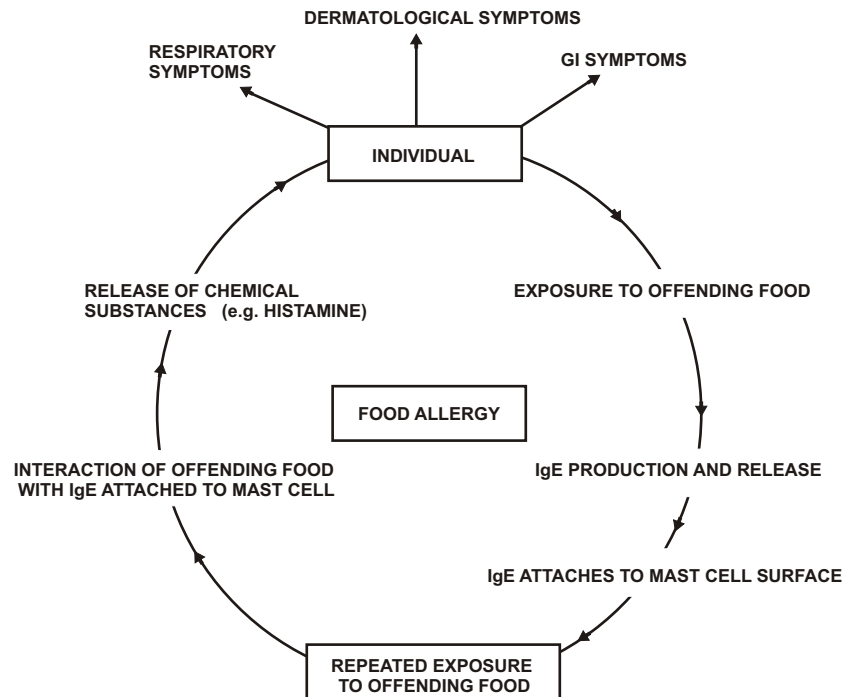 DERMATOLOGICAL SYMPTOMS
RESPIRATORY
SYMPTOMS
GI SYMPTOMS
INDIVIDUAL
EXPOSURE TO OFFENDING FOOD
RELEASE OF CHEMICAL
SUBSTANCES (e.g. HISTAMINE)
FOOD ALLERGY
IgE PRODUCTION AND RELEASE
INTERACTION OF OFFENDING FOOD
WITH IgE ATTACHED TO MAST CELL
IgE ATTACHES TO MAST CELL SURFACE
REPEATED EXPOSURE
TO OFFENDING FOOD